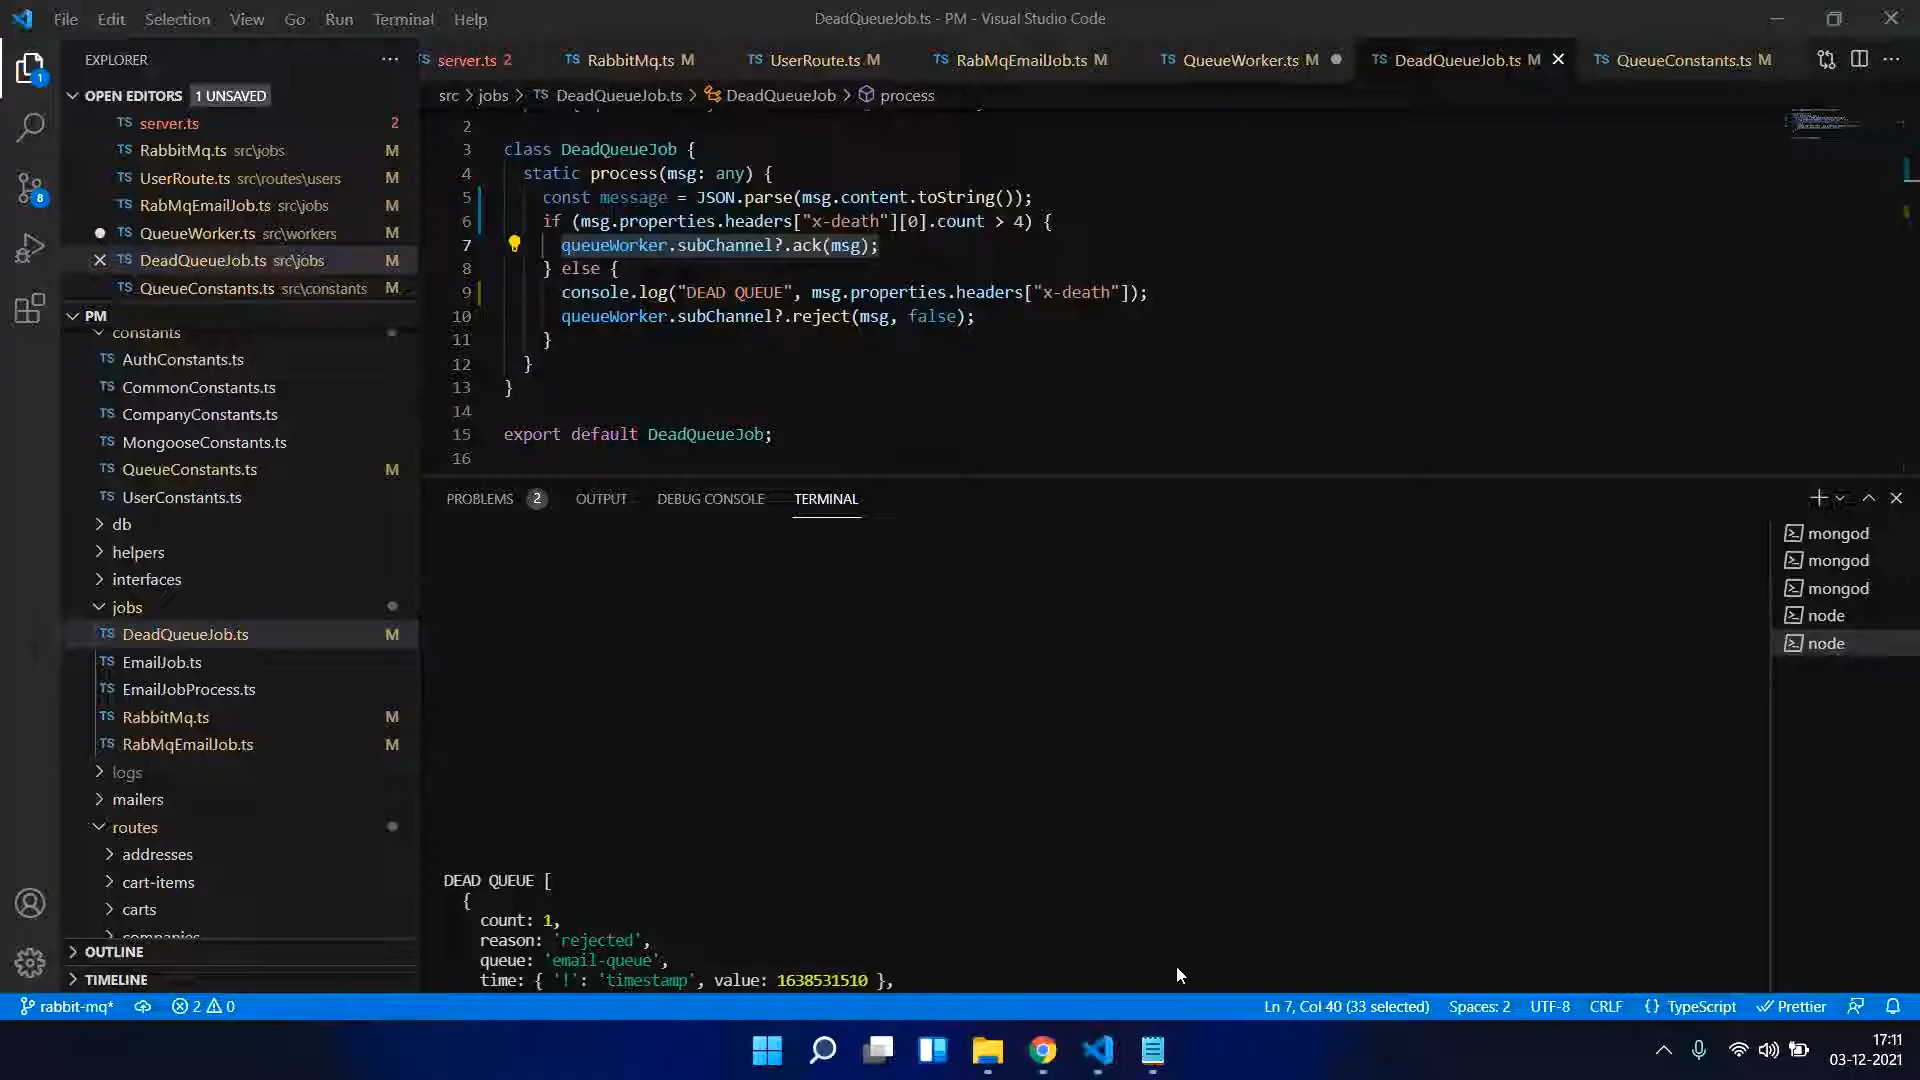 File Edit Selection View Go Run Terminal Help
DeadQueueJob.ts - PM - Visual Studio Code
EXPLORER
TS server.ts 2
TS RabbitMq.ts M
TS UserRoute.ts M
TS RabMqEmailJob.ts M
TS QueueWorker.ts M
TS DeadQueueJob.ts M
TS QueueConstants.ts M
OPEN EDITORS 1 UNSAVED
TS server.ts 2
TS RabbitMq.ts src\jobs M
TS UserRoute.ts src\routes\users M
TS RabMqEmailJob.ts src\jobs M
TS QueueWorker.ts src\workers M
TS DeadQueueJob.ts src\jobs M
TS QueueConstants.ts src\constants M
PM
constants
TS AuthConstants.ts
TS CommonConstants.ts
TS CompanyConstants.ts
TS MongooseConstants.ts
TS QueueConstants.ts M
TS UserConstants.ts
db
helpers
interfaces
jobs
TS DeadQueueJob.ts M
TS EmailJob.ts
TS EmailJobProcess.ts
TS RabbitMq.ts M
TS RabMqEmailJob.ts M
logs
mailers
routes
addresses
cart-items
carts
companies
OUTLINE
TIMELINE
1
8
src > jobs > TS DeadQueueJob.ts > DeadQueueJob > process
2
3 class DeadQueueJob {
4 static process(msg: any) {
5 const message = JSON.parse(msg.content.toString());
6 if (msg.properties.headers["x-death"][0].count > 4) {
7 queueWorker.subChannel?.ack(msg);
8 } else {
9 console.log("DEAD QUEUE", msg.properties.headers["x-death"]);
10 queueWorker.subChannel?.reject(msg, false);
11 }
12 }
13 }
14
15 export default DeadQueueJob;
16
PROBLEMS 2 OUTPUT DEBUG CONSOLE TERMINAL
mongod
mongod
mongod
node
node
DEAD QUEUE [
{
count: 1,
reason: 'rejected',
queue: 'email-queue',
time: { '!': 'timestamp', value: 1638531510 },
rabbit-mq* 2 0
Ln 7, Col 40 (33 selected) Spaces: 2 UTF-8 CRLF {} TypeScript Prettier
17:11
03-12-2021